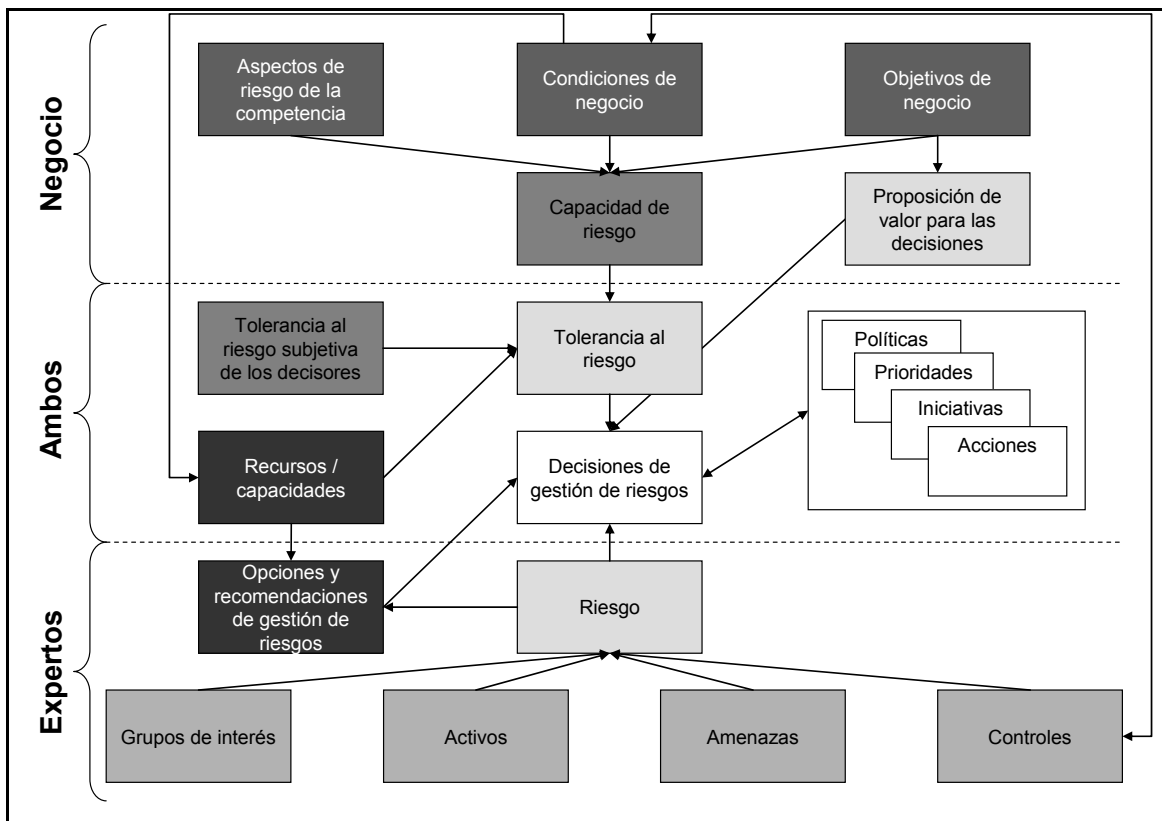 Negocio
Aspectos de
riesgo de la
competencia
Condiciones de
negocio
Objetivos de
negocio
Capacidad de
riesgo
Proposición de
valor para las
decisiones
Ambos
Tolerancia al
riesgo subjetiva
de los decisores
Tolerancia al
riesgo
Políticas
Prioridades
Iniciativas
Acciones
Recursos /
capacidades
Decisiones de
gestión de riesgos
Expertos
Opciones y
recomendaciones
de gestión de
riesgos
Riesgo
Grupos de interés
Activos
Amenazas
Controles